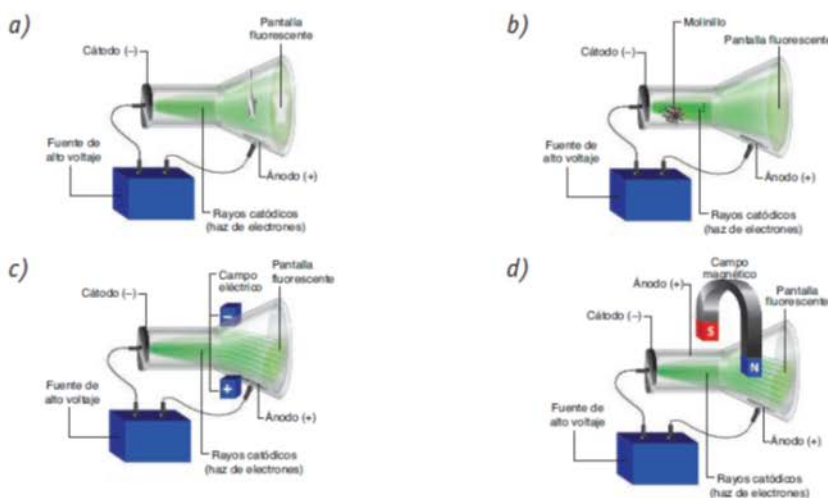 a)
Pantalla
fluorescente
Cátodo (–)
Fuente de
alto voltaje
Ánodo (+)
Rayos catódicos
(haz de electrones)
b)
Molinillo
Pantalla fluorescente
Cátodo (–)
Fuente de
alto voltaje
Ánodo (+)
Rayos catódicos
(haz de electrones)
c)
Campo
eléctrico
Pantalla
fluorescente
Cátodo (–)
–
+
Fuente de
alto voltaje
Ánodo (+)
Rayos catódicos
(haz de electrones)
d)
Campo
magnético
Ánodo (+)
Pantalla
fluorescente
Cátodo (–)
S
N
Fuente de
alto voltaje
Ánodo (+)
Rayos catódicos
(haz de electrones)